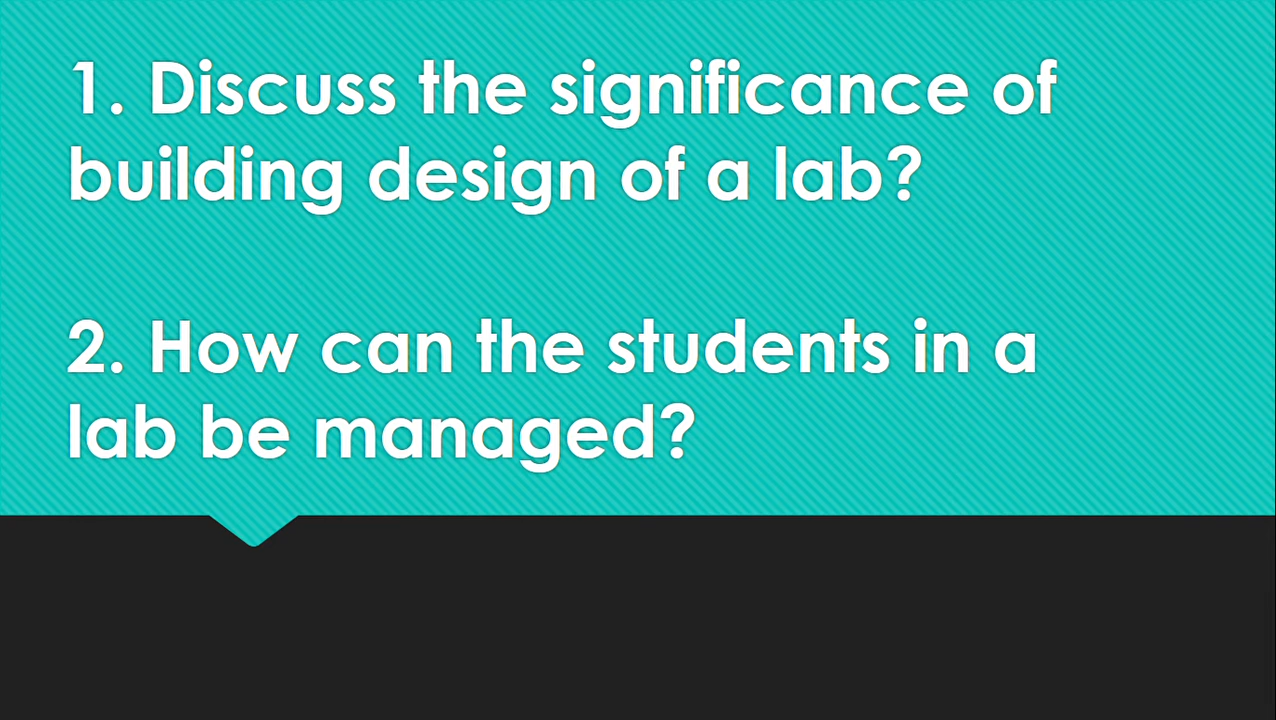 1. Discuss the significance of
building design of a lab?
2. How can the students in a
lab be managed?